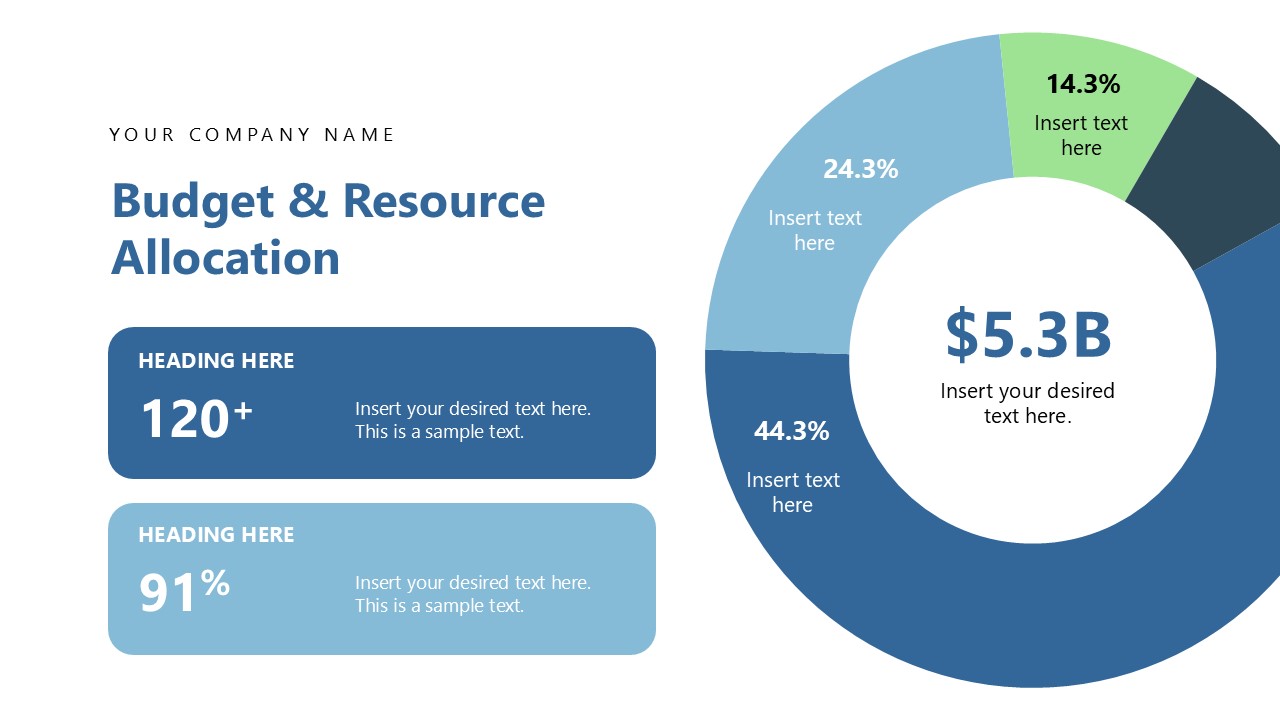 YOUR COMPANY NAME
Budget & Resource
Allocation
HEADING HERE
120+
Insert your desired text here.
This is a sample text.
HEADING HERE
91%
Insert your desired text here.
This is a sample text.
14.3%
Insert text
here
24.3%
Insert text
here
$5.3B
Insert your desired
text here.
44.3%
Insert text
here